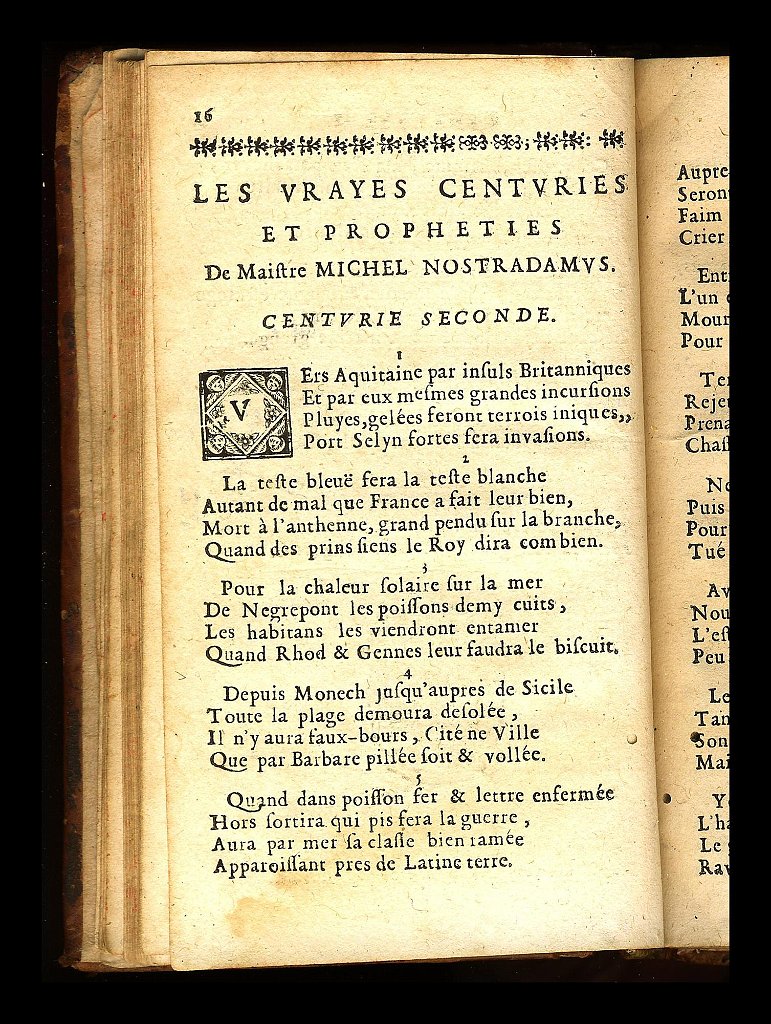 16
LES VRAYES CENTVRIES
ET PROPHETIES
De Maiſtre MICHEL NOSTRADAMVS.
CENTVRIE SECONDE.
1
VErs Aquitaine par inſuls Britanniques
Et par eux meſmes grandes incurſions
Pluyes, gelées feront terrois iniques,,
Port Selyn fortes fera invaſions.
2
La teſte bleuë fera la teſte blanche
Autant de mal que France a fait leur bien,
Mort à l'anthenne, grand pendu ſur la branche,
Quand des prins ſiens le Roy dira combien.
3
Pour la chaleur ſolaire ſur la mer
De Negrepont les poiſſons demy cuits,
Les habitans les viendront entamer
Quand Rhod & Gennes leur faudra le biſcuit.
4
Depuis Monech juſqu'aupres de Sicile
Toute la plage demoura deſolée,
Il n'y aura faux-bours, Cité ne Ville
Que par Barbare pillée ſoit & vollée.
5
Quand dans poiſſon fer & lettre enfermée
Hors ſortira qui pis fera la guerre,
Aura par mer ſa claſſe bien ramée
Apparoiſſant pres de Latine terre.
Aupre
Seron
Faim
Crier
Ent
L'un
Mour
Pour
Te
Reje
Prena
Chaſ
No
Puis
Pour
Tué
Av
Nou
L'eſ
Peu
Le
Tan
Son
Mai
Y
L'h
Le
Rav